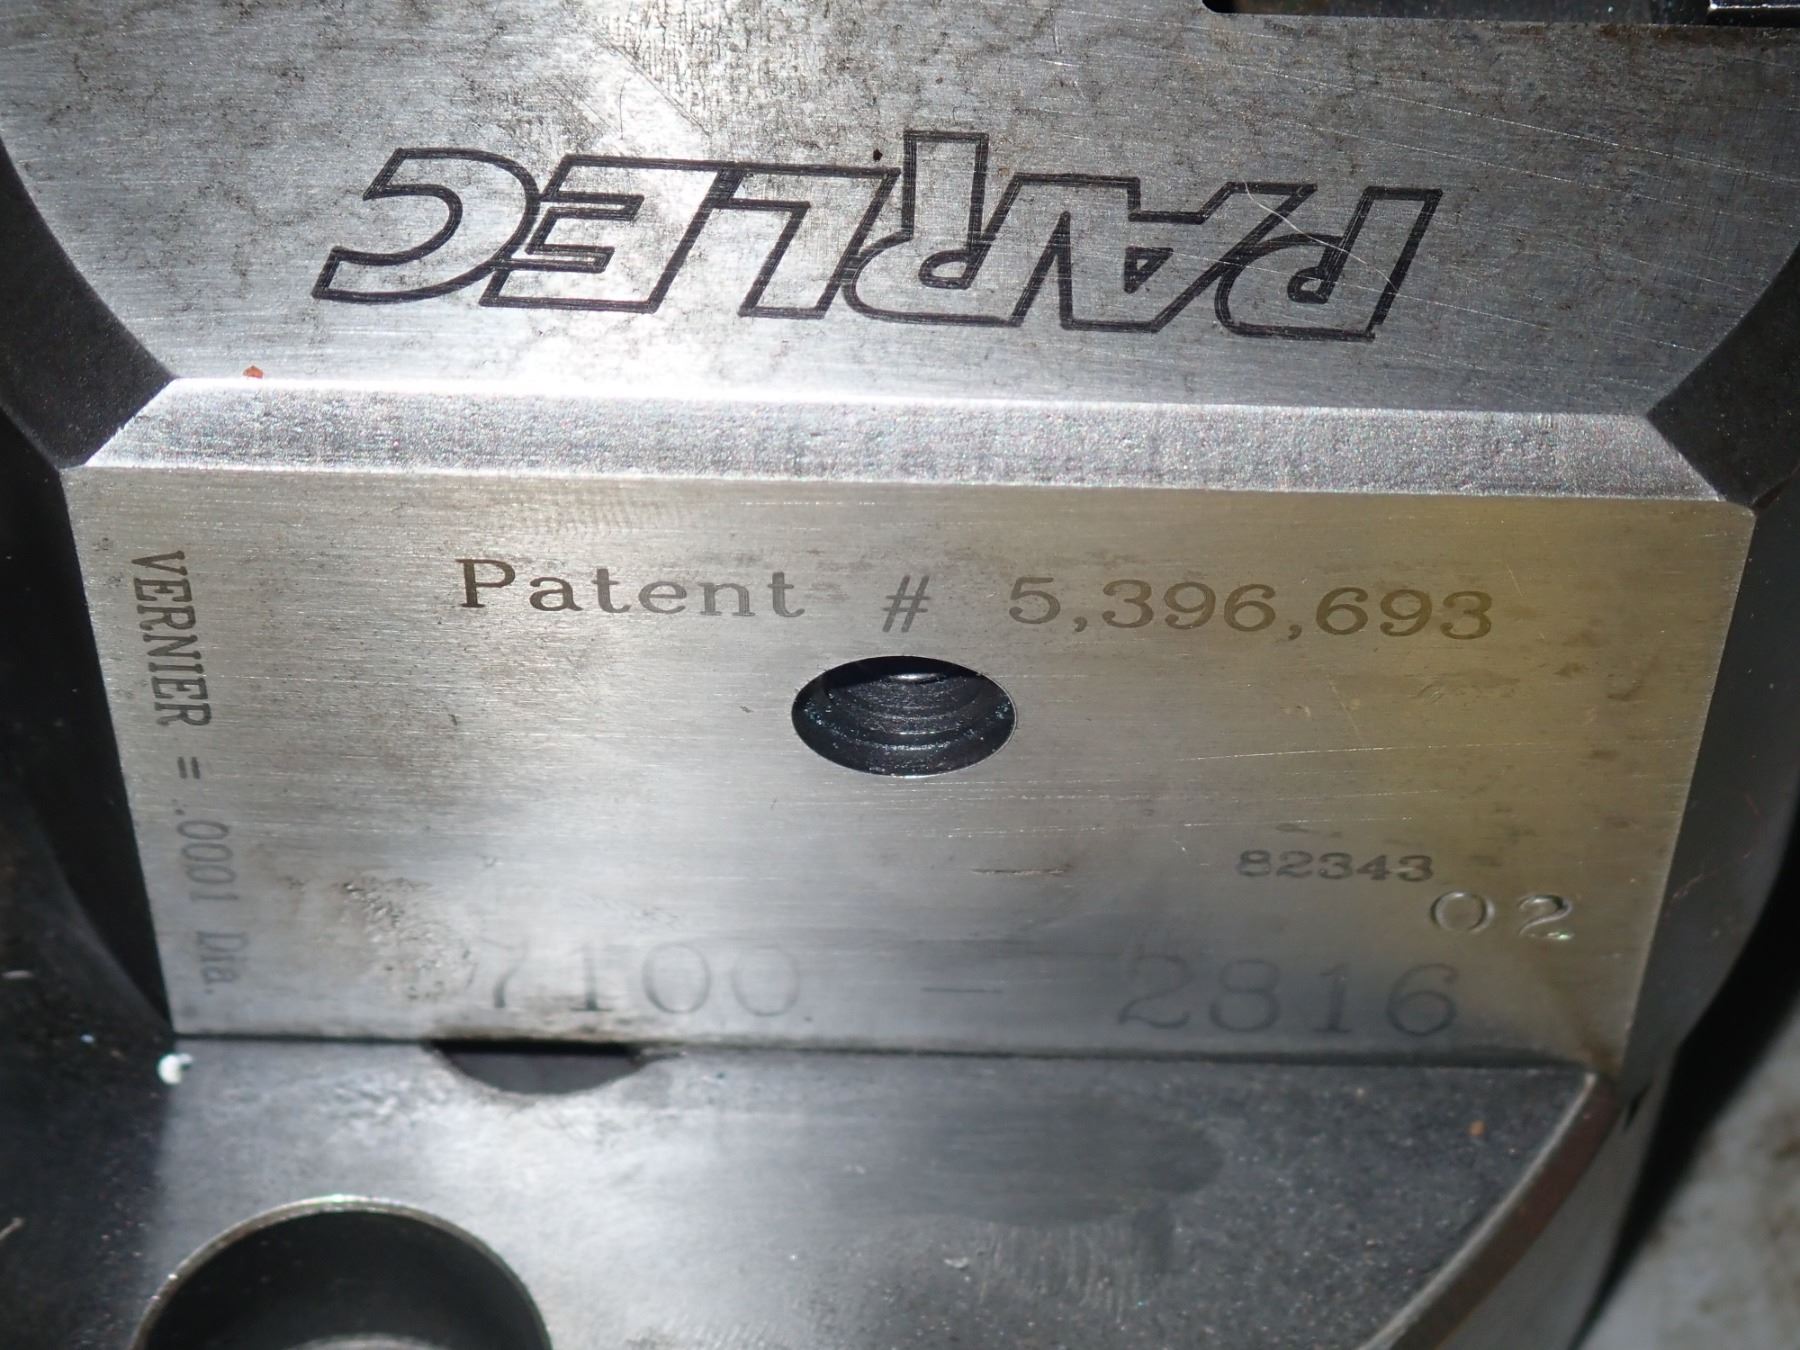 PARLEC
Patent # 5,396,693
VERNIER = .0001 Dia.
82343
02
7100 - 2816